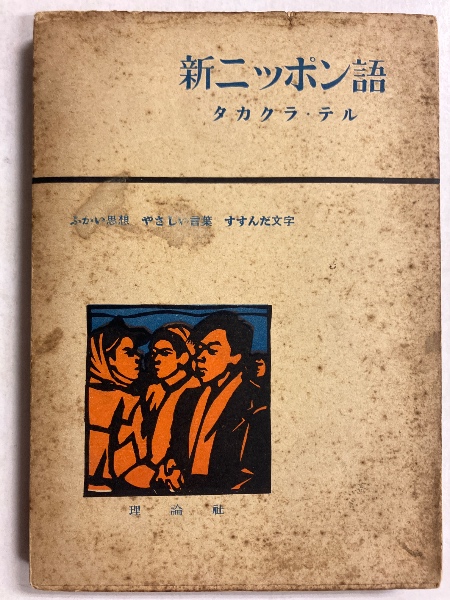 新ニッポン語
タカクラ・テル
ふかい思想 やさしい言葉 すすんだ文字
理論社